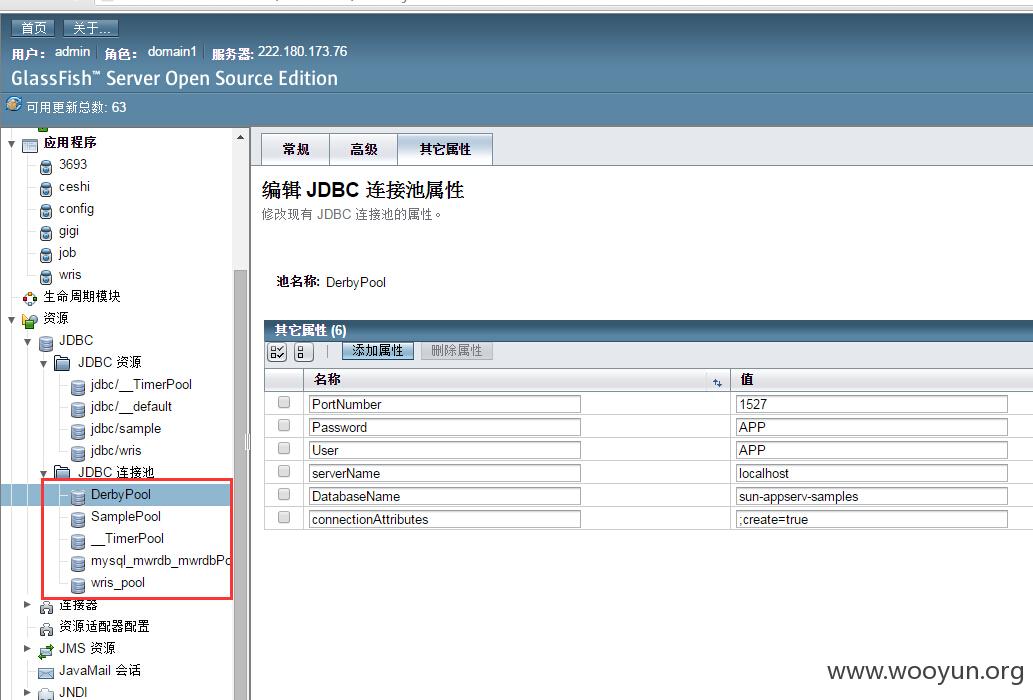 首页 关于...
用户: admin 角色: domain1 服务器: 222.180.173.76
GlassFish™ Server Open Source Edition
可用更新总数: 63
应用程序
3693
ceshi
config
gigi
job
wris
生命周期模块
资源
JDBC
JDBC 资源
jdbc/__TimerPool
jdbc/__default
jdbc/sample
jdbc/wris
JDBC 连接池
DerbyPool
SamplePool
__TimerPool
mysql_mwrdb_mwrdbPo
wris_pool
连接器
资源适配器配置
JMS 资源
JavaMail 会话
JNDI
常规 高级 其它属性
编辑 JDBC 连接池属性
修改现有 JDBC 连接池的属性。
池名称: DerbyPool
其它属性 (6)
添加属性 删除属性
名称 值
PortNumber 1527
Password APP
User APP
serverName localhost
DatabaseName sun-appserv-samples
connectionAttributes ;create=true
www.wooyun.org